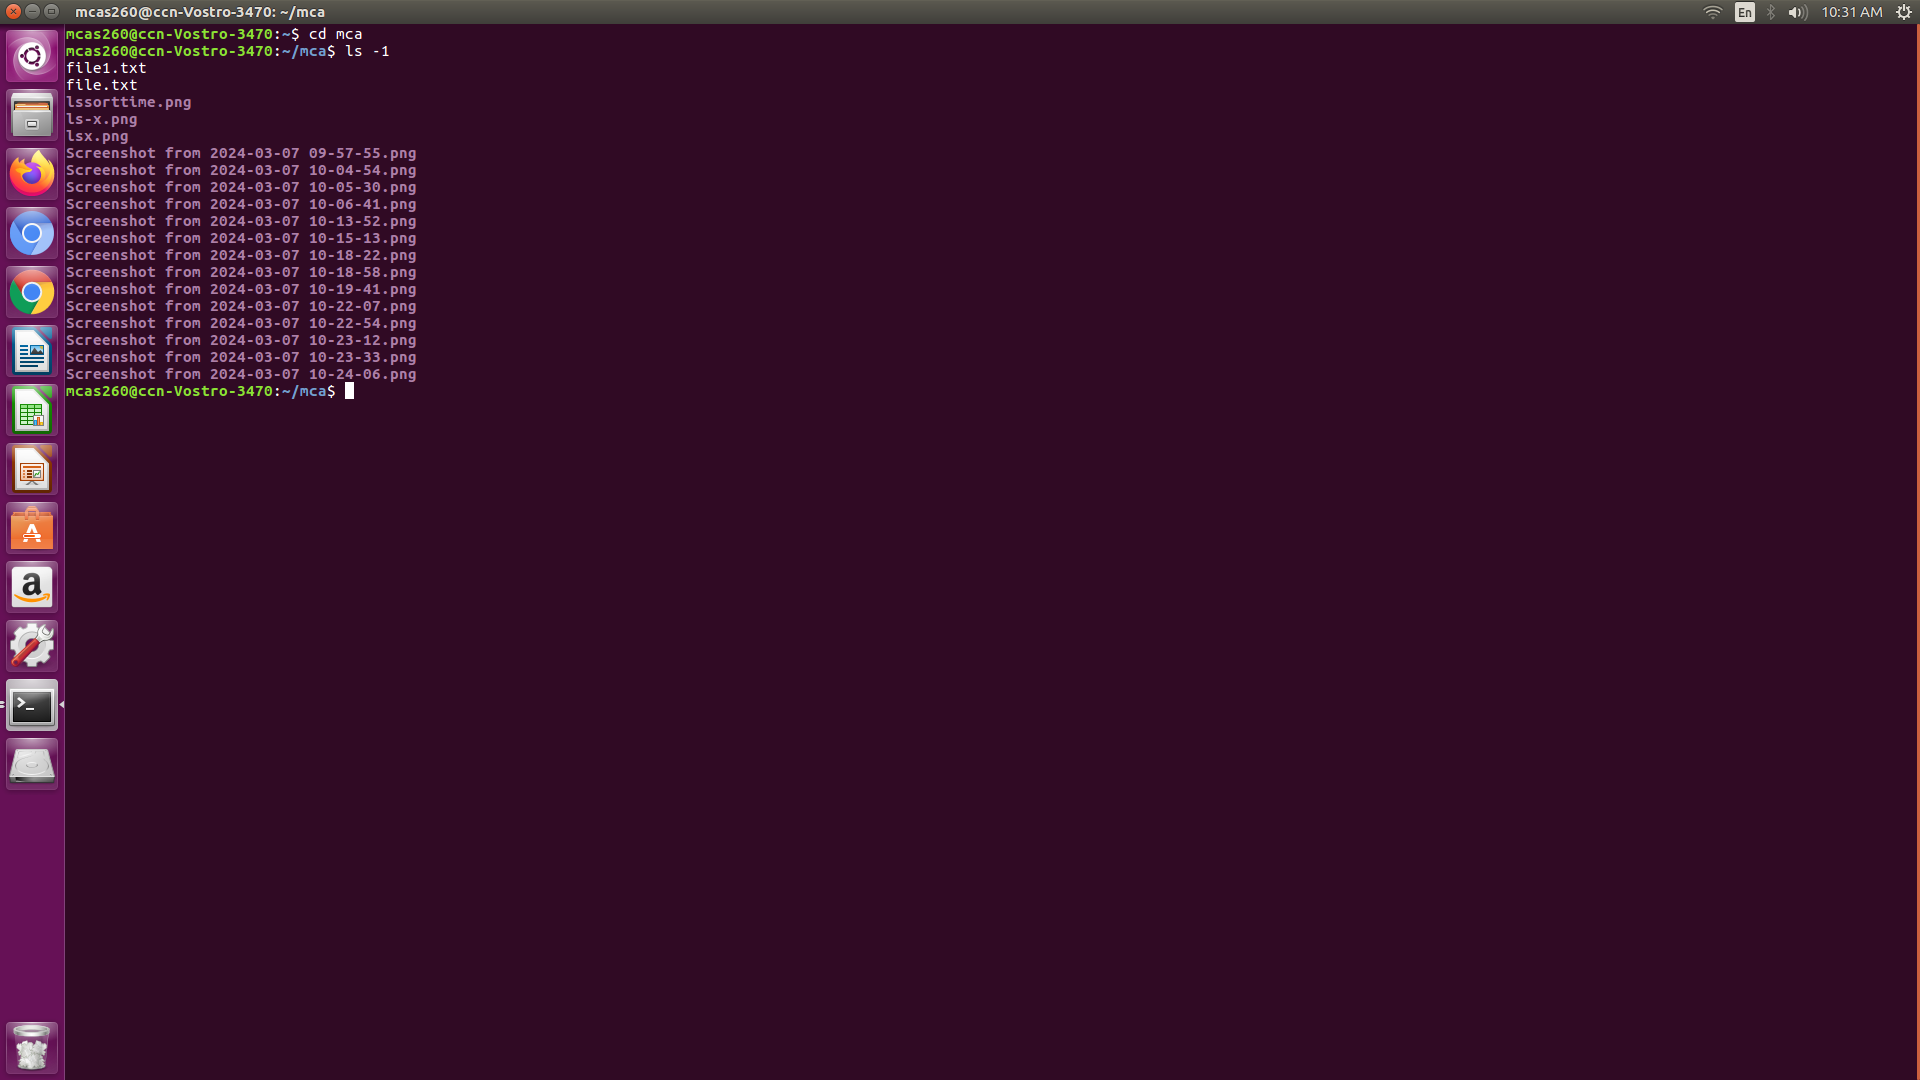 mcas260@ccn-Vostro-3470: ~/mca
En
10:31 AM
mcas260@ccn-Vostro-3470:~$ cd mca
mcas260@ccn-Vostro-3470:~/mca$ ls -1
file1.txt
file.txt
lssorttime.png
ls-x.png
lsx.png
Screenshot from 2024-03-07 09-57-55.png
Screenshot from 2024-03-07 10-04-54.png
Screenshot from 2024-03-07 10-05-30.png
Screenshot from 2024-03-07 10-06-41.png
Screenshot from 2024-03-07 10-13-52.png
Screenshot from 2024-03-07 10-15-13.png
Screenshot from 2024-03-07 10-18-22.png
Screenshot from 2024-03-07 10-18-58.png
Screenshot from 2024-03-07 10-19-41.png
Screenshot from 2024-03-07 10-22-07.png
Screenshot from 2024-03-07 10-22-54.png
Screenshot from 2024-03-07 10-23-12.png
Screenshot from 2024-03-07 10-23-33.png
Screenshot from 2024-03-07 10-24-06.png
mcas260@ccn-Vostro-3470:~/mca$